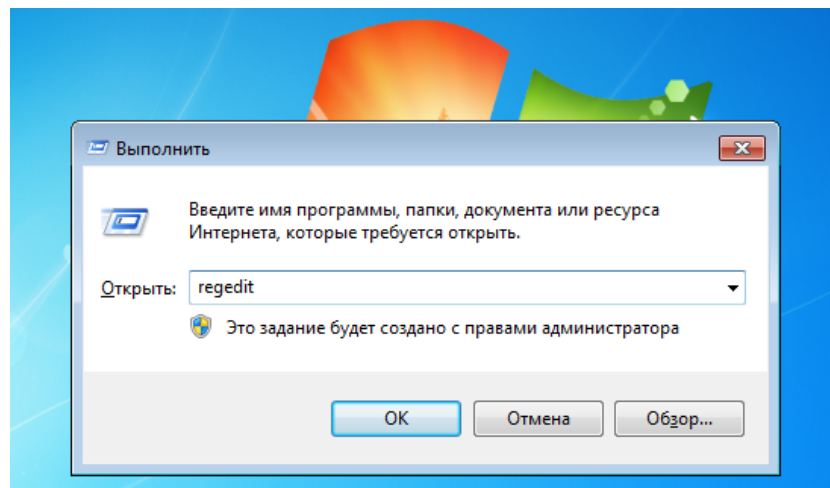 Выполнить
Введите имя программы, папки, документа или ресурса
Интернета, которые требуется открыть.
Открыть: regedit
Это задание будет создано с правами администратора
ОК Отмена Обзор...